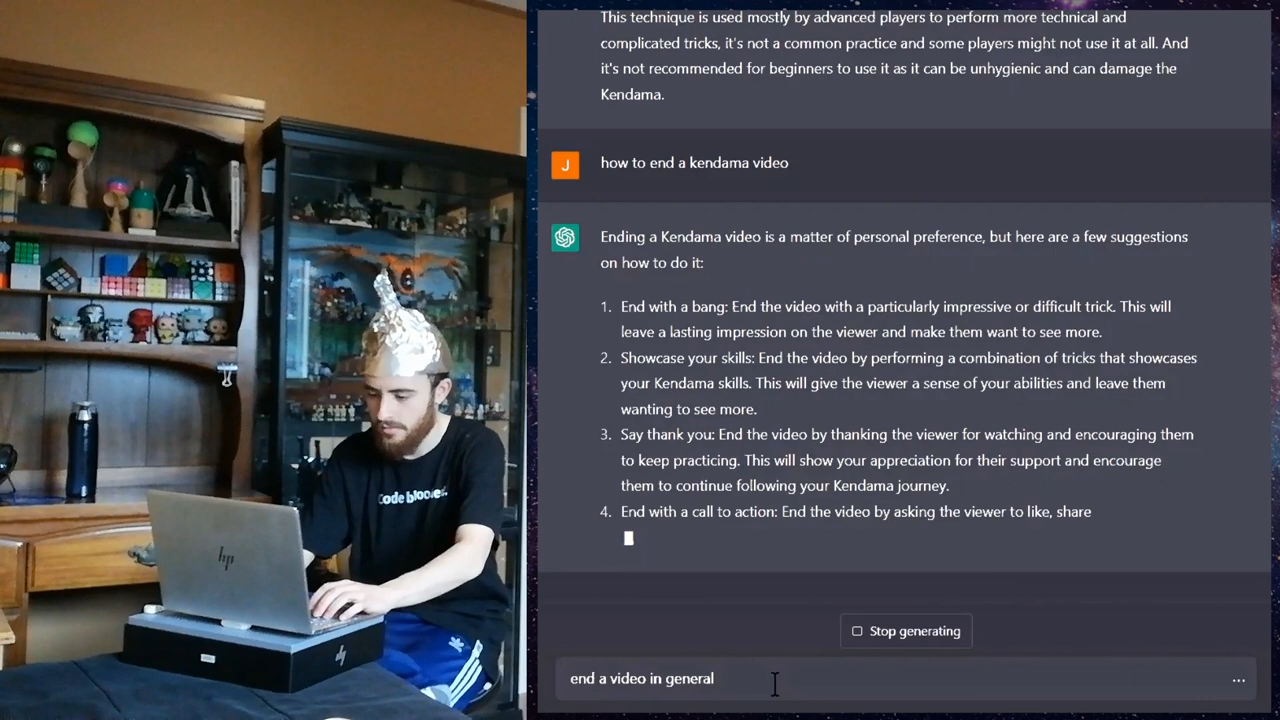 This technique is used mostly by advanced players to perform more technical and
complicated tricks, it's not a common practice and some players might not use it at all. And
it's not recommended for beginners to use it as it can be unhygienic and can damage the
Kendama.
J
how to end a kendama video
Ending a Kendama video is a matter of personal preference, but here are a few suggestions
on how to do it:
1. End with a bang: End the video with a particularly impressive or difficult trick. This will
leave a lasting impression on the viewer and make them want to see more.
2. Showcase your skills: End the video by performing a combination of tricks that showcases
your Kendama skills. This will give the viewer a sense of your abilities and leave them
wanting to see more.
3. Say thank you: End the video by thanking the viewer for watching and encouraging them
to keep practicing. This will show your appreciation for their support and encourage
them to continue following your Kendama journey.
4. End with a call to action: End the video by asking the viewer to like, share
Stop generating
end a video in general
...
Code
hp